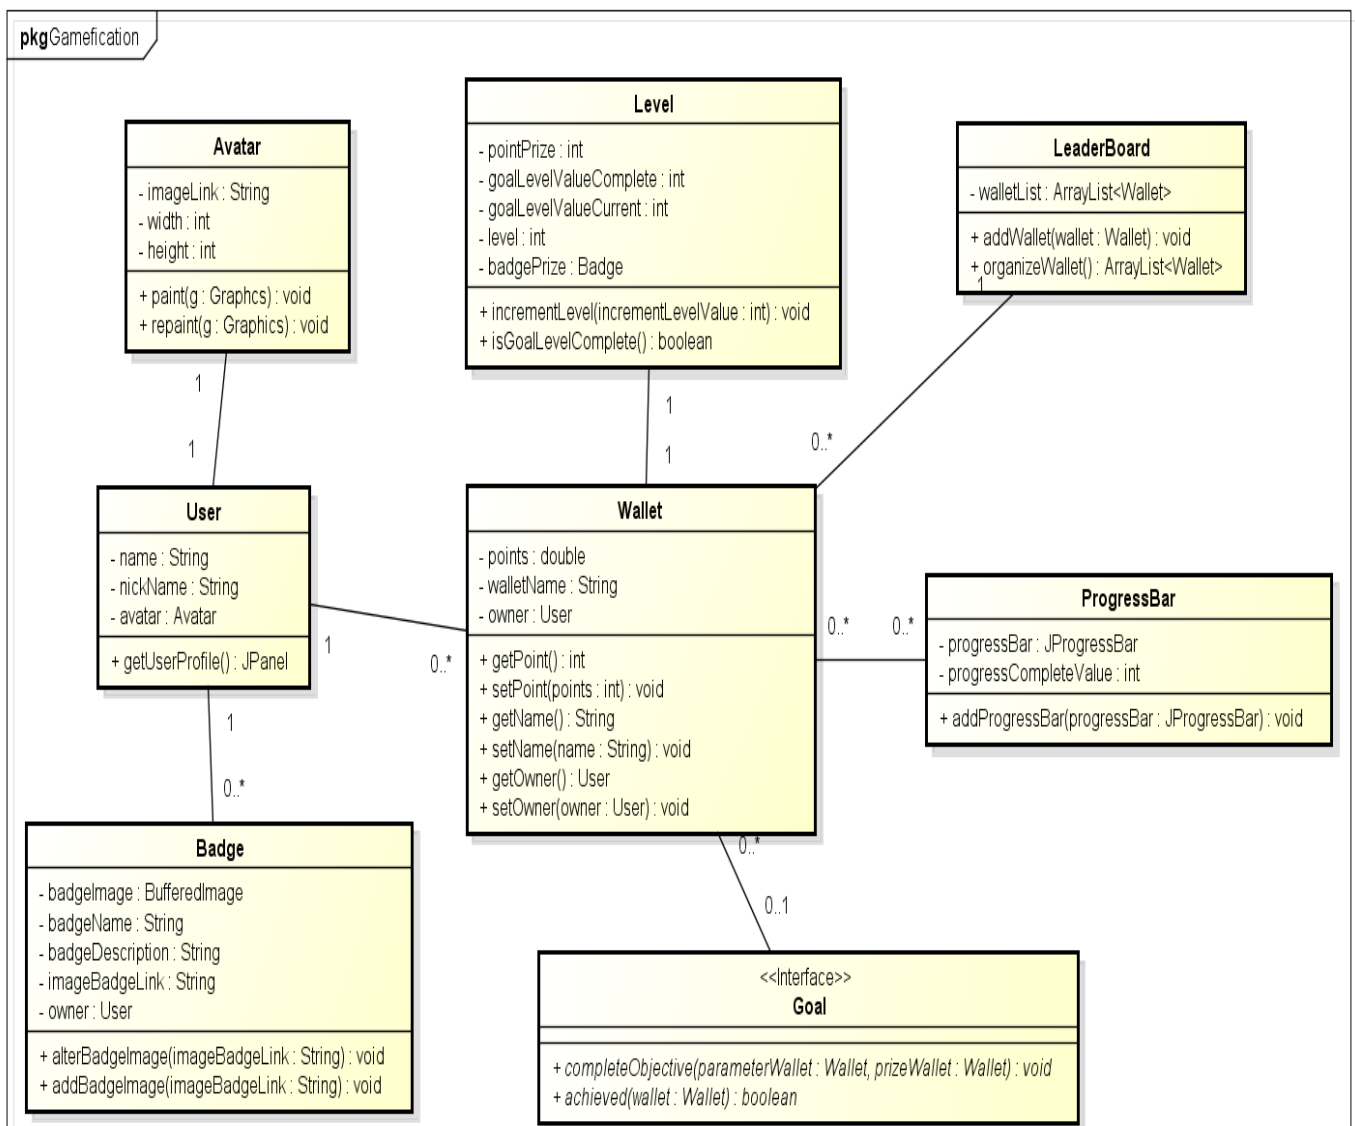 pkg Gamefication
Avatar
- imageLink : String
- width : int
- height : int
+ paint(g : Graphcs) : void
+ repaint(g : Graphics) : void
Level
- pointPrize : int
- goalLevelValueComplete : int
- goalLevelValueCurrent : int
- level : int
- badgePrize : Badge
+ incrementLevel(incrementLevelValue : int) : void
+ isGoalLevelComplete() : boolean
LeaderBoard
- walletList : ArrayList<Wallet>
+ addWallet(wallet : Wallet) : void
+ organizeWallet() : ArrayList<Wallet>
1
1
1
1
1
0..*
User
- name : String
- nickName : String
- avatar : Avatar
+ getUserProfile() : JPanel
1
0..*
Wallet
- points : double
- walletName : String
- owner : User
+ getPoint() : int
+ setPoint(points : int) : void
+ getName() : String
+ setName(name : String) : void
+ getOwner() : User
+ setOwner(owner : User) : void
0..*
0..*
ProgressBar
- progressBar : JProgressBar
- progressCompleteValue : int
+ addProgressBar(progressBar : JProgressBar) : void
1
0..*
Badge
- badgeImage : BufferedImage
- badgeName : String
- badgeDescription : String
- imageBadgeLink : String
- owner : User
+ alterBadgeImage(imageBadgeLink : String) : void
+ addBadgeImage(imageBadgeLink : String) : void
0..*
0..1
<<Interface>>
Goal
+ completeObjective(parameterWallet : Wallet, prizeWallet : Wallet) : void
+ achieved(wallet : Wallet) : boolean